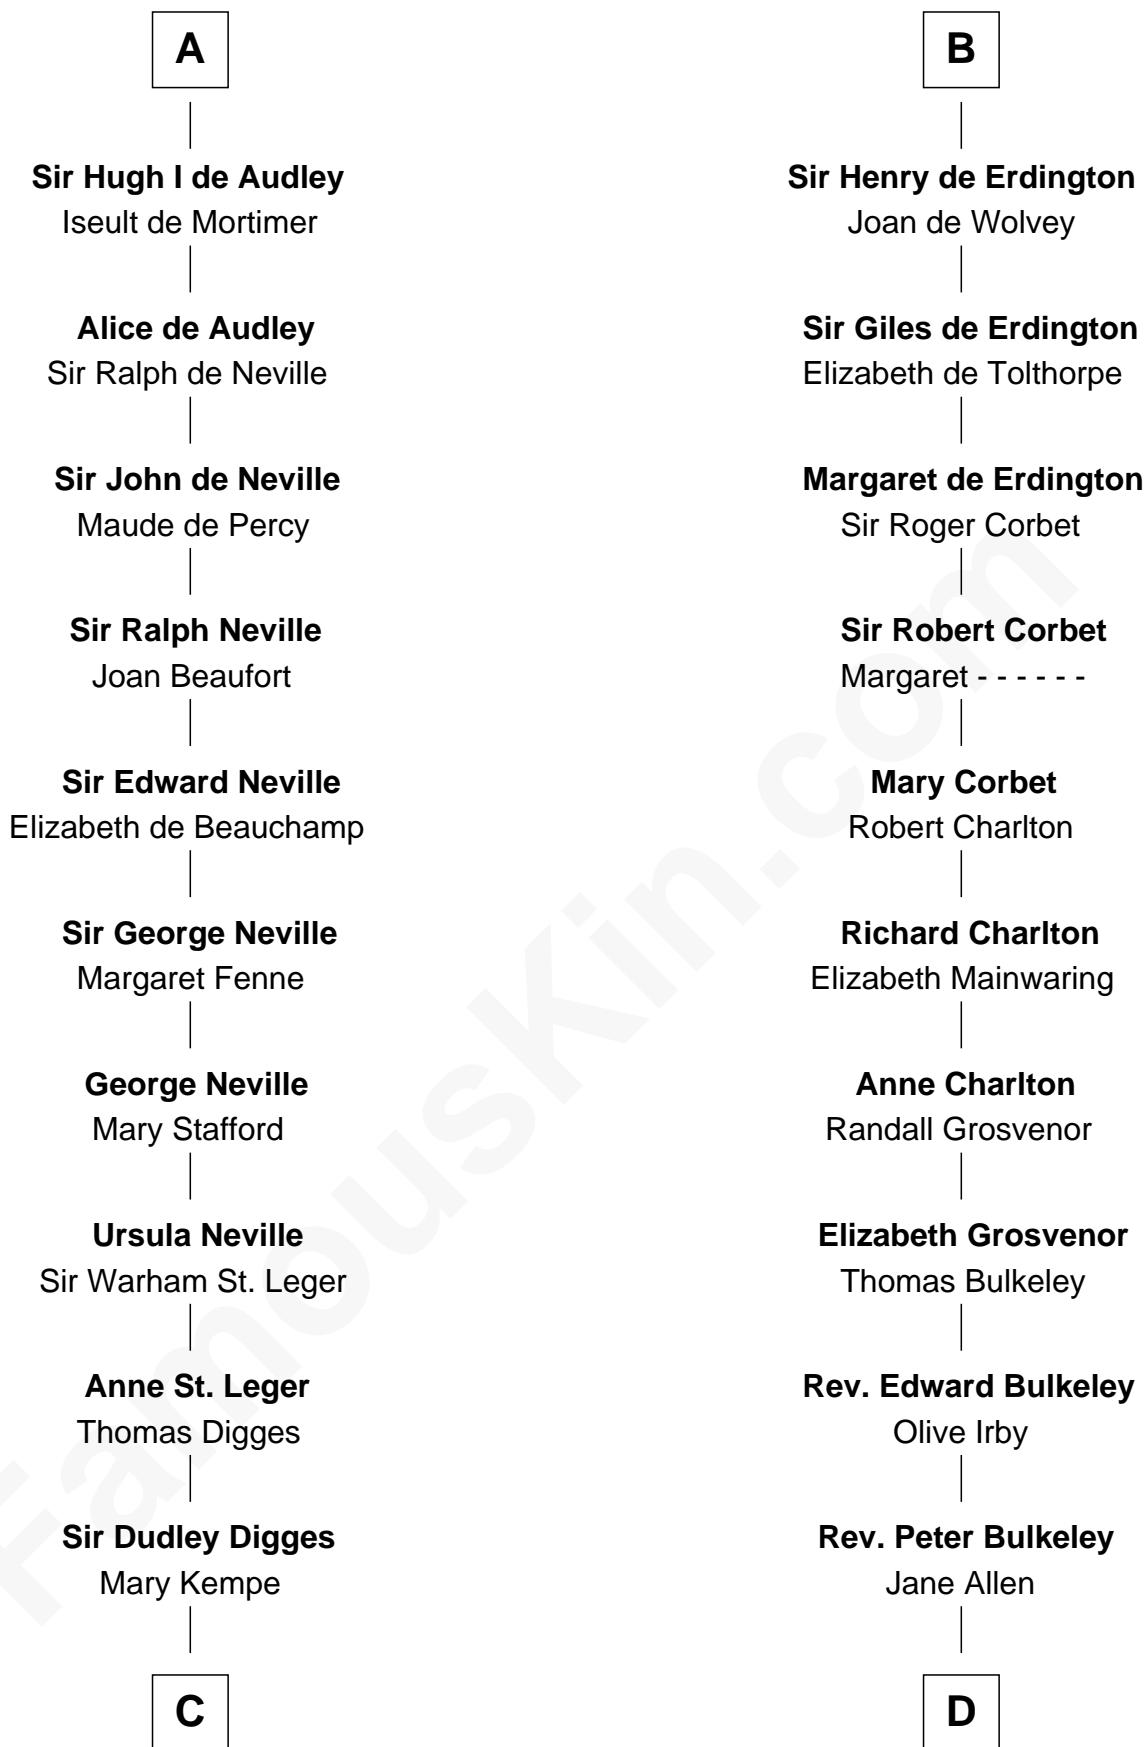 A
Sir Hugh I de Audley
Iseult de Mortimer
Alice de Audley
Sir Ralph de Neville
Sir John de Neville
Maude de Percy
Sir Ralph Neville
Joan Beaufort
Sir Edward Neville
Elizabeth de Beauchamp
Sir George Neville
Margaret Fenne
George Neville
Mary Stafford
Ursula Neville
Sir Warham St. Leger
Anne St. Leger
Thomas Digges
Sir Dudley Digges
Mary Kempe
C
B
Sir Henry de Erdington
Joan de Wolvey
Sir Giles de Erdington
Elizabeth de Tolthorpe
Margaret de Erdington
Sir Roger Corbet
Sir Robert Corbet
Margaret - - - - - -
Mary Corbet
Robert Charlton
Richard Charlton
Elizabeth Mainwaring
Anne Charlton
Randall Grosvenor
Elizabeth Grosvenor
Thomas Bulkeley
Rev. Edward Bulkeley
Olive Irby
Rev. Peter Bulkeley
Jane Allen
D
FamousKin.com